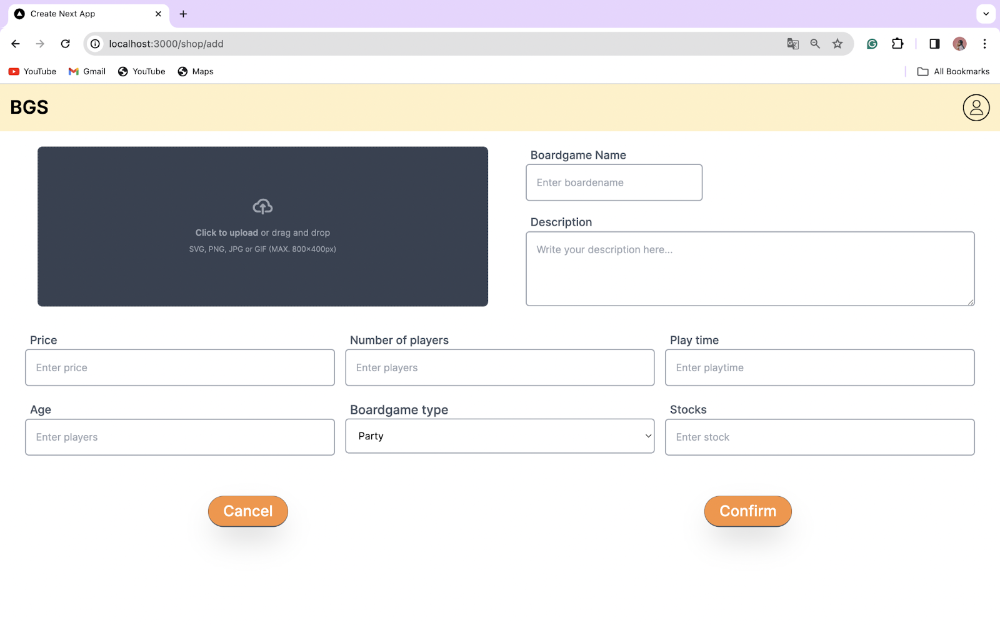 Create Next App
localhost:3000/shop/add
YouTube
Gmail
YouTube
Maps
All Bookmarks
BGS
Click to upload or drag and drop
SVG, PNG, JPG or GIF (MAX. 800x400px)
Boardgame Name
Enter boardename
Description
Write your description here...
Price
Number of players
Play time
Enter price
Enter players
Enter playtime
Age
Boardgame type
Stocks
Enter players
Party
Enter stock
Cancel
Confirm